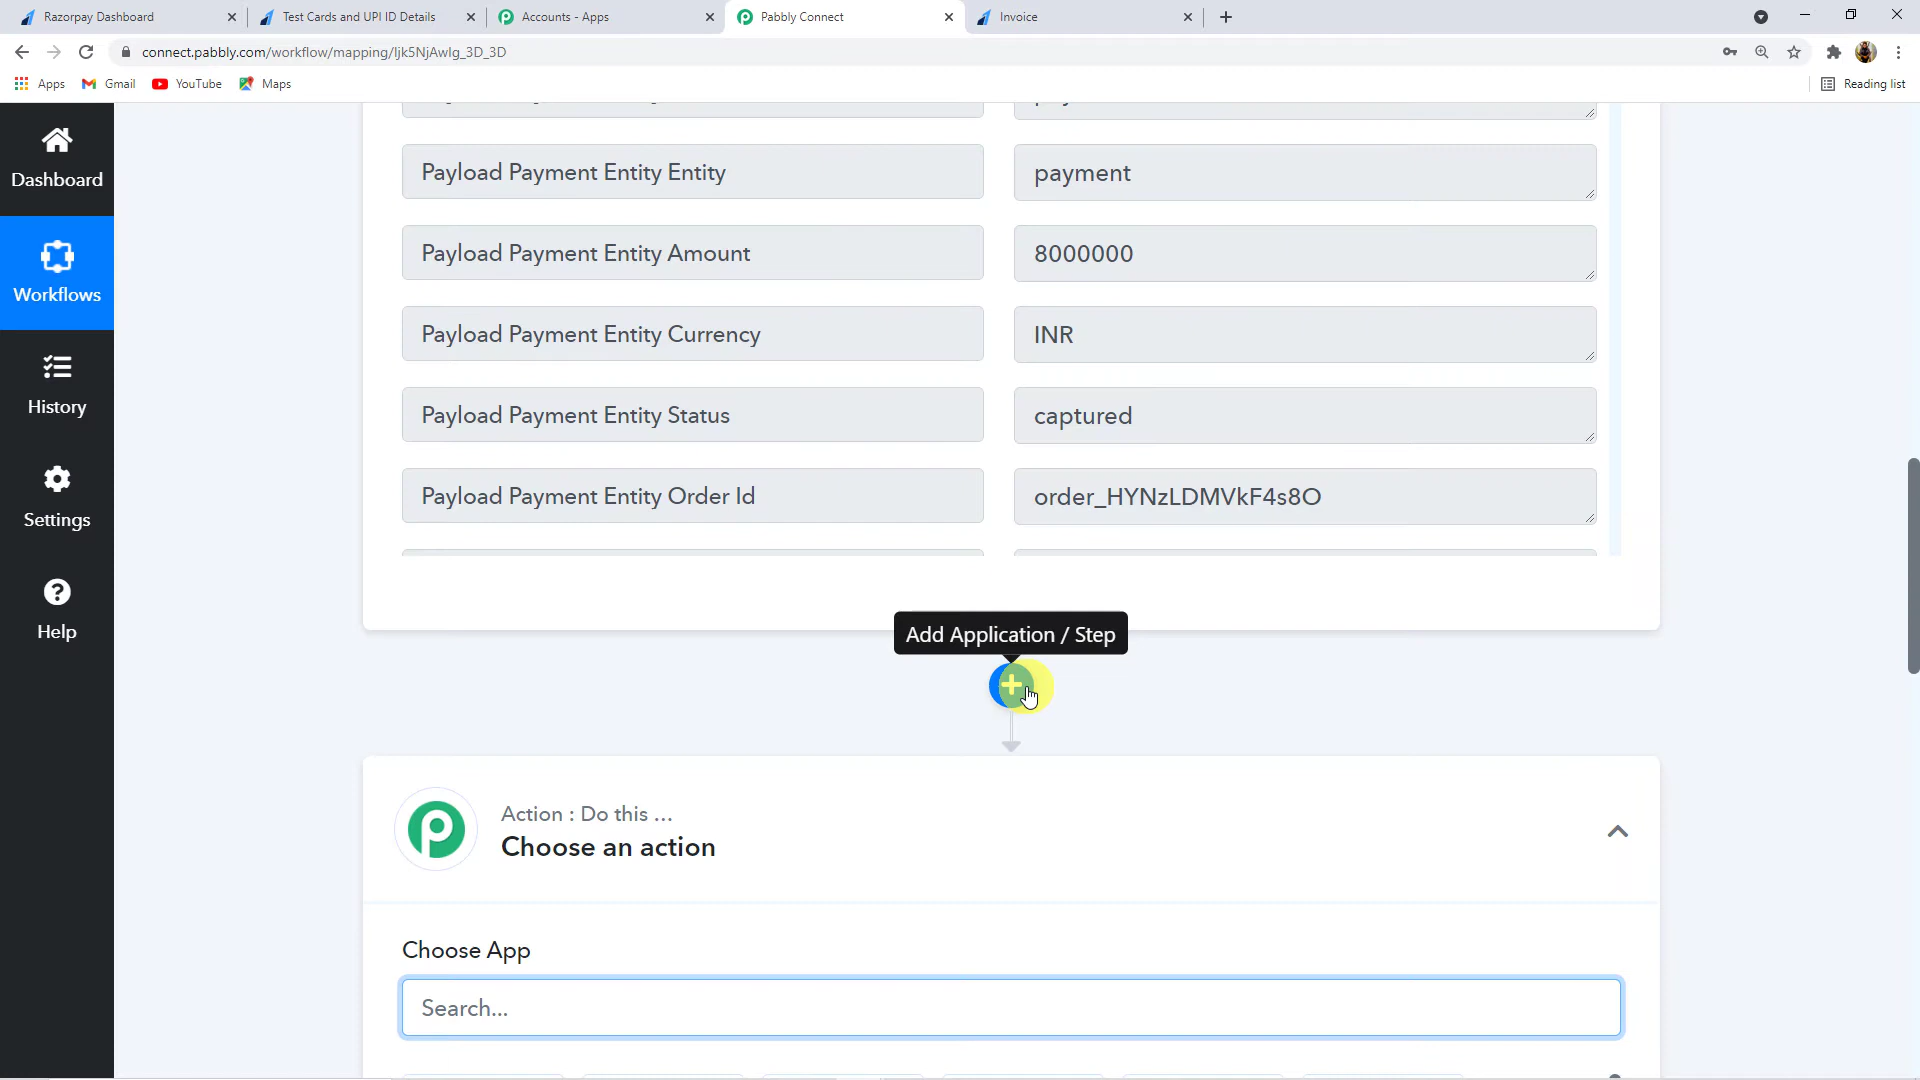 Razorpay Dashboard
Test Cards and UPI ID Details
Accounts - Apps
Pabbly Connect
Invoice
connect.pabbly.com/workflow/mapping/Ijk5NjAwIg_3D_3D
Apps
Gmail
YouTube
Maps
Reading list
Dashboard
Workflows
History
Settings
Help
Payload Payment Entity Entity
payment
Payload Payment Entity Amount
8000000
Payload Payment Entity Currency
INR
Payload Payment Entity Status
captured
Payload Payment Entity Order Id
order_HYNzLDMVkF4s8O
Add Application / Step
Action : Do this ...
Choose an action
Choose App
Search...